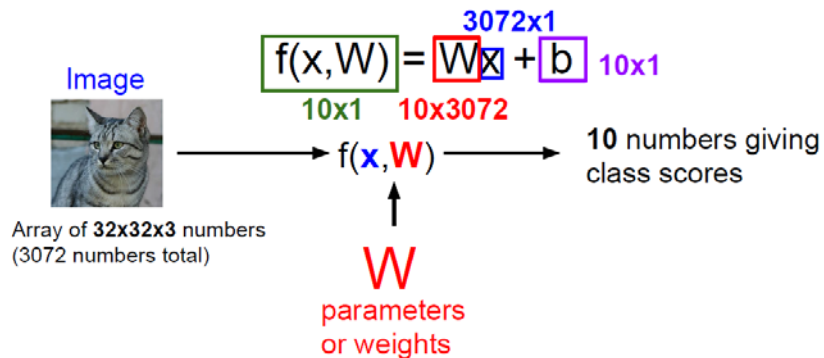 3072x1
f(x,W) = Wx + b 10x1
Image
10x1 10x3072
f(x,W)
10 numbers giving
class scores
Array of 32x32x3 numbers
(3072 numbers total)
W
parameters
or weights